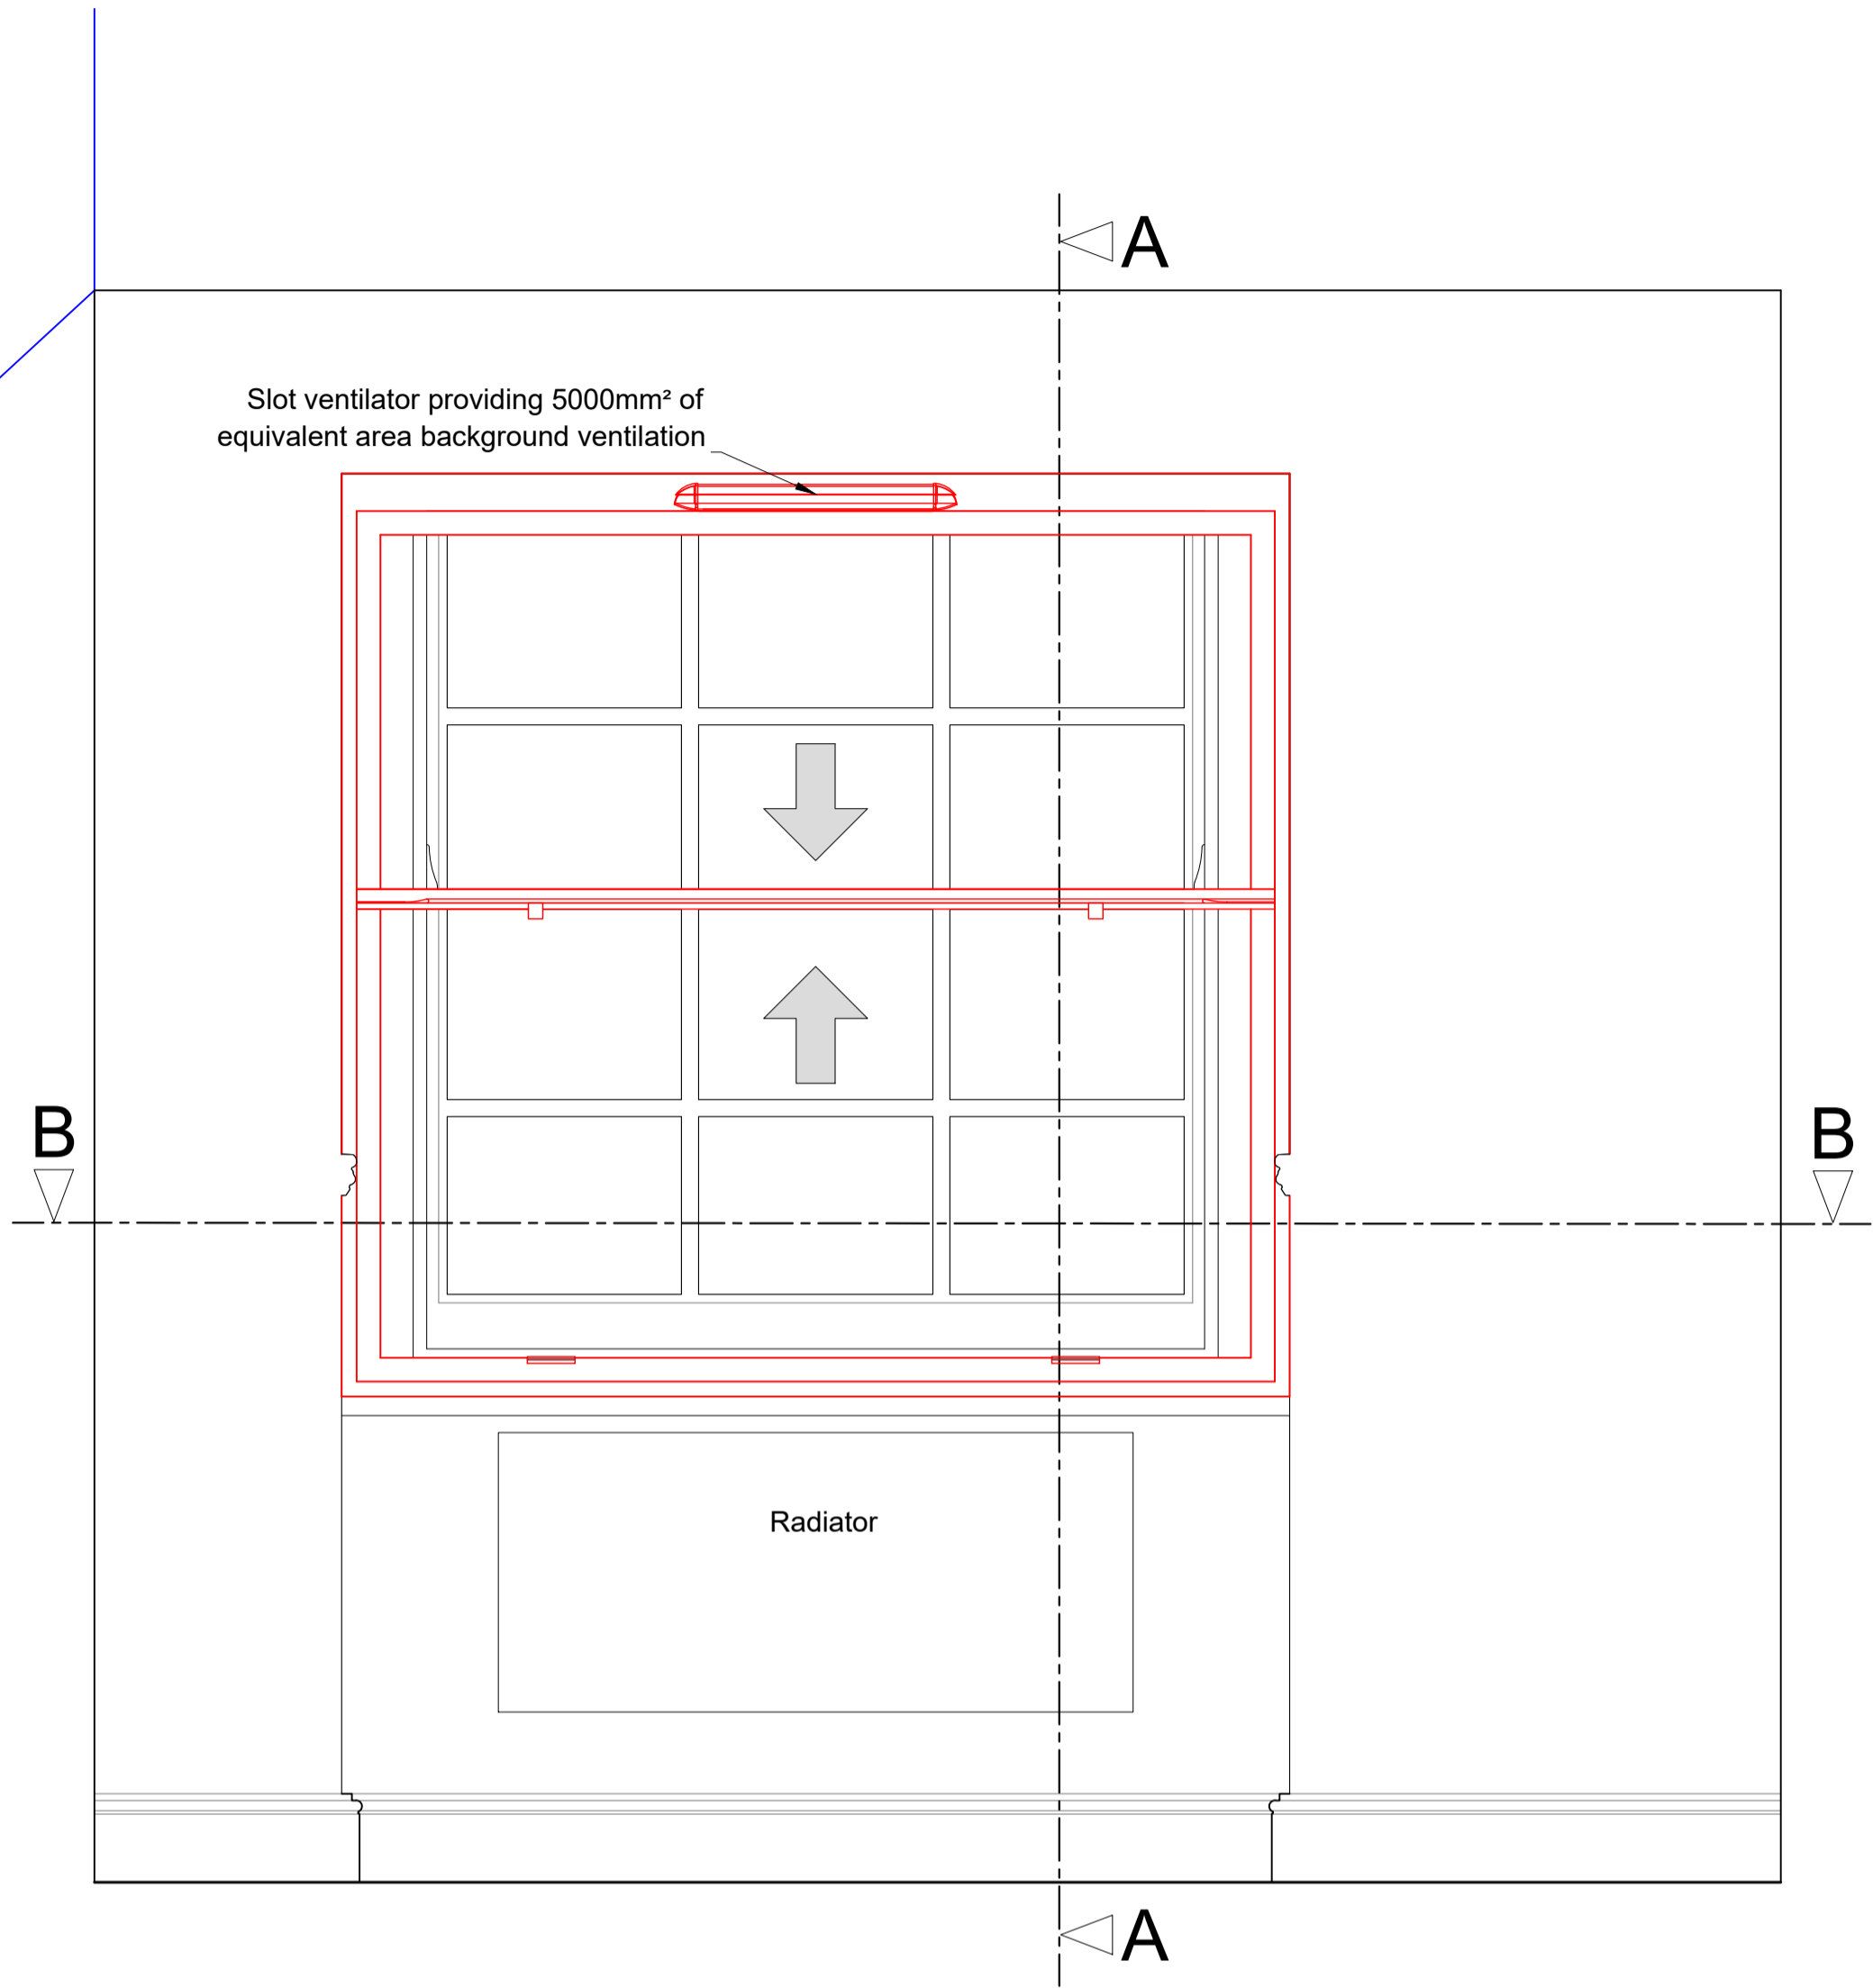 A
Slot ventilator providing 5000mm² of
equivalent area background ventilation
B
B
Radiator
A